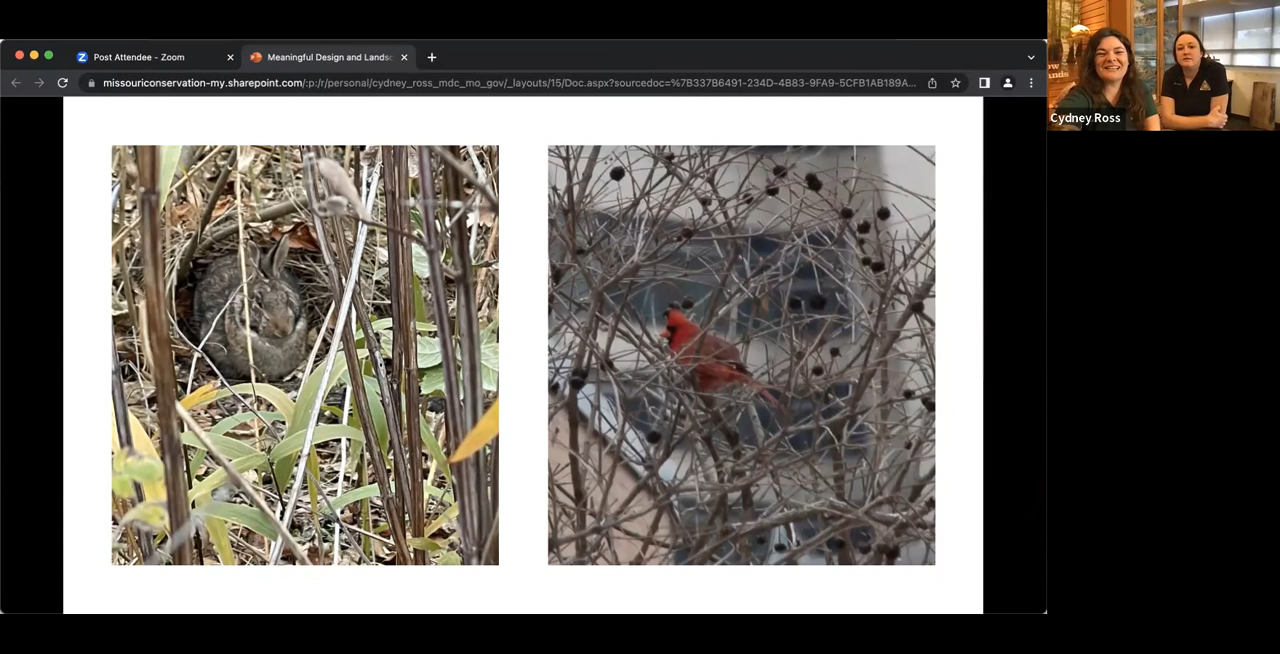 Post Attendee - Zoom
Meaningful Design and Lands
missouriconservation-my.sharepoint.com/:p:/r/personal/cydney_ross_mdc_mo_gov/_layouts/15/Doc.aspx?sourcedoc=%7B337B6491-234D-4B83-9FA9-5CFB1AB189A...
Cydney Ross